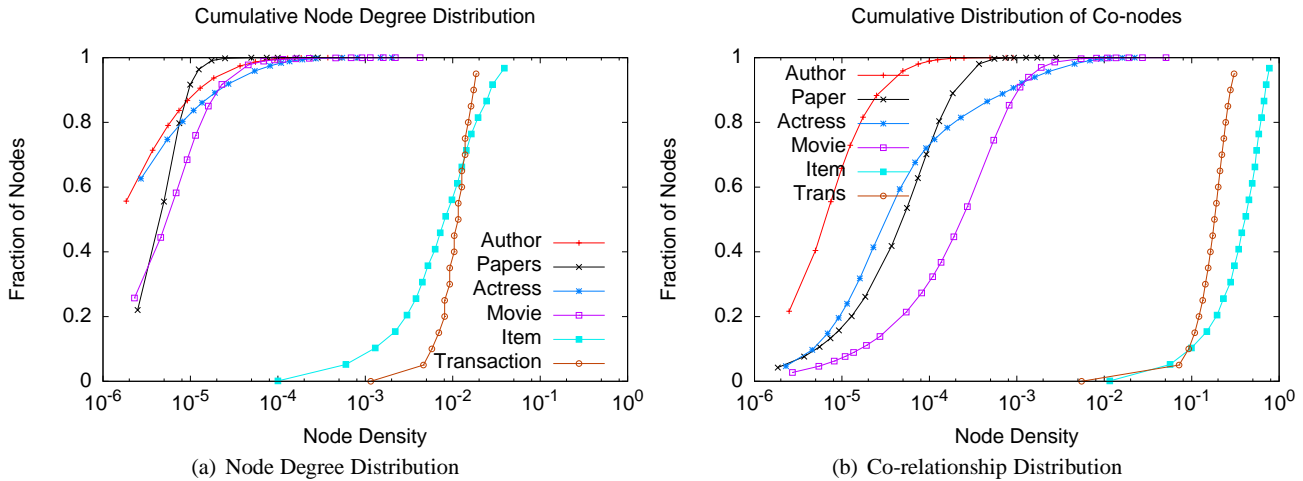 Cumulative Node Degree Distribution
Fraction of Nodes
1
0.8
0.6
0.4
0.2
0
Author
Papers
Actress
Movie
Item
Transaction
10^-6 10^-5 10^-4 10^-3 10^-2 10^-1 10^0
Node Density
(a) Node Degree Distribution
Cumulative Distribution of Co-nodes
Fraction of Nodes
1
0.8
0.6
0.4
0.2
0
Author
Paper
Actress
Movie
Item
Trans
10^-6 10^-5 10^-4 10^-3 10^-2 10^-1 10^0
Node Density
(b) Co-relationship Distribution